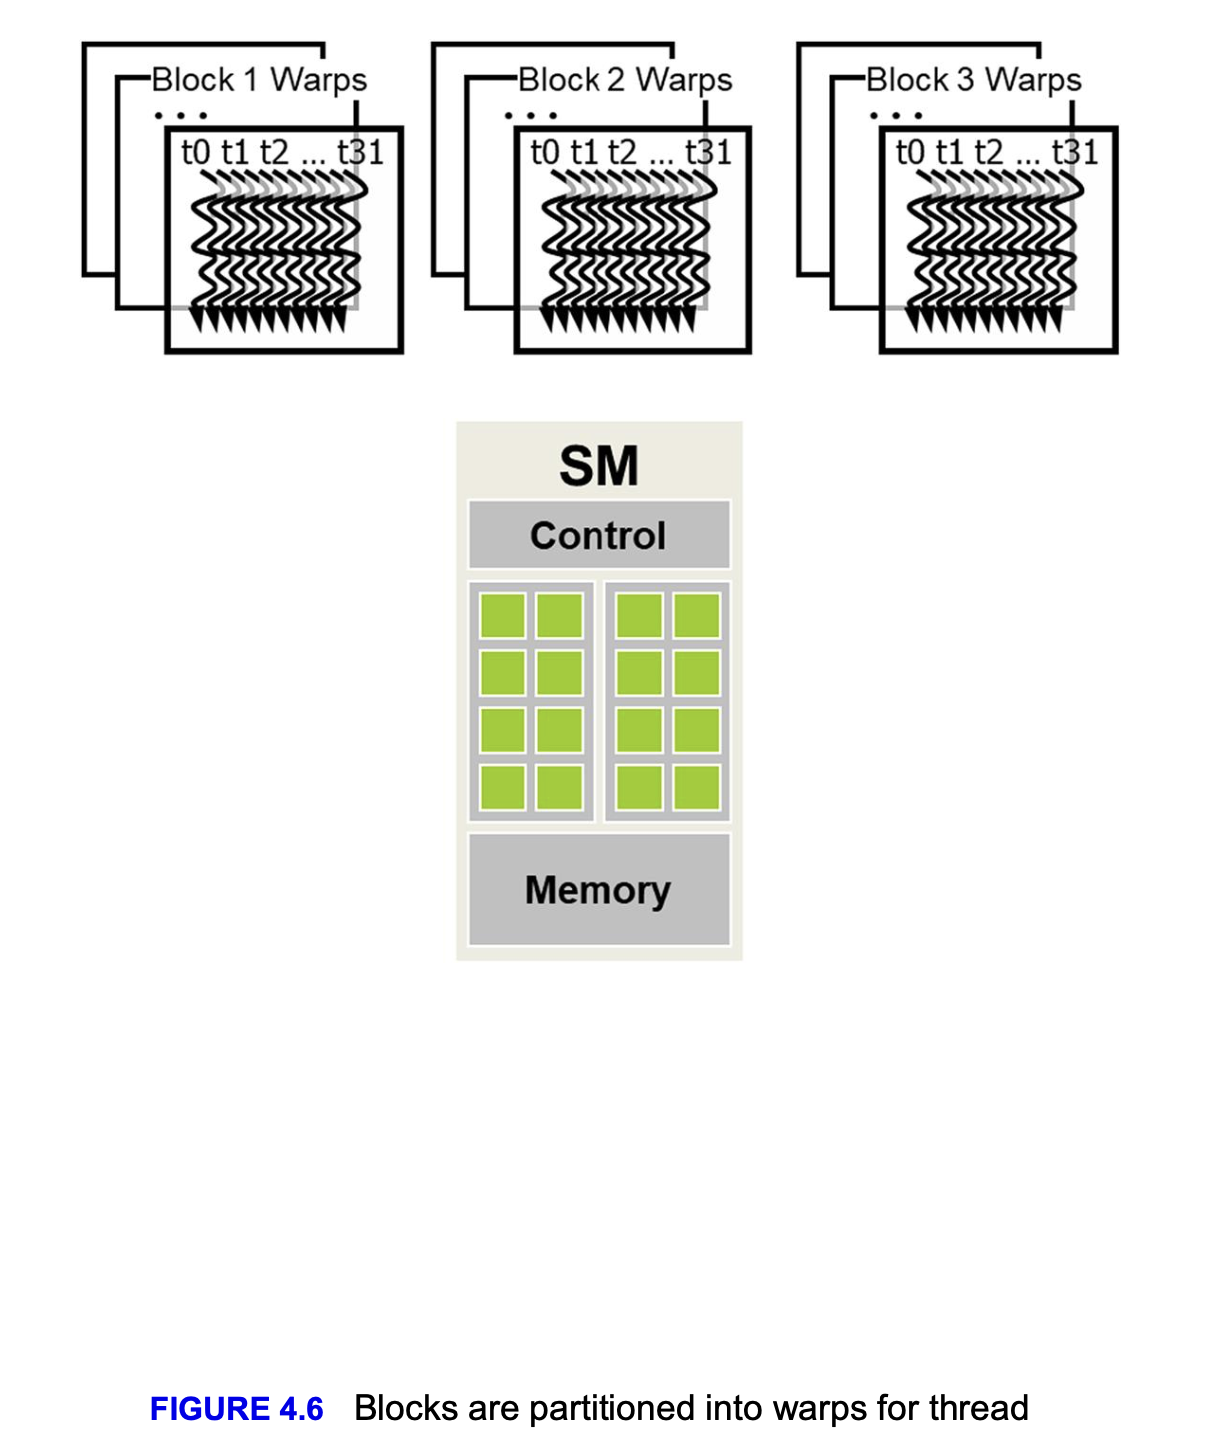 Block 1 Warps
Block 2 Warps
Block 3 Warps
...
...
...
t0 t1 t2 ... t31
t0 t1 t2 ... t31
t0 t1 t2 ... t31
SM
Control
Memory
FIGURE 4.6 Blocks are partitioned into warps for thread